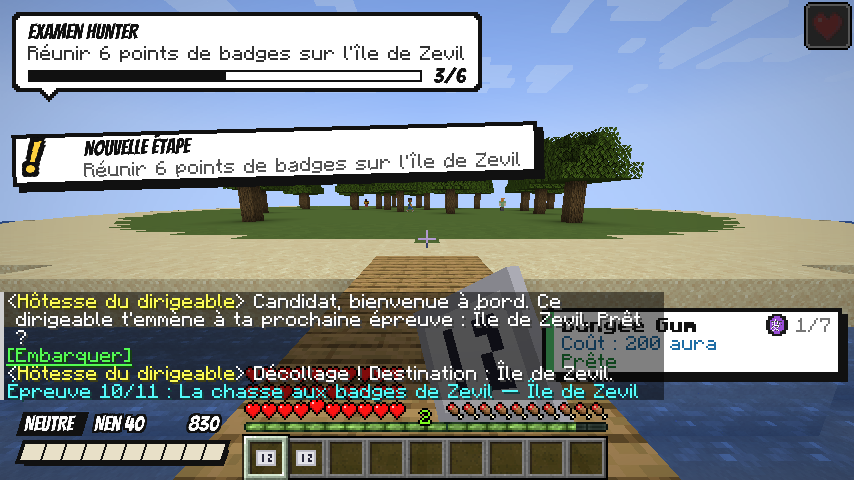 EXAMEN HUNTER
Réunir 6 points de badges sur l'île de Zevil
3/6
NOUVELLE ÉTAPE
Réunir 6 points de badges sur l'île de Zevil
<Hôtesse du dirigeable> Candidat, bienvenue à bord. Ce
dirigeable t'emmène à ta prochaine épreuve : Île de Zevil. Prêt
?
[Embarquer]
<Hôtesse du dirigeable> Décollage ! Destination : Île de Zevil.
Épreuve 10/11 : La chasse aux badges de Zevil — Île de Zevil
Bungee Gum
1/7
Coût : 200 aura
Prête
12
NEUTRE
NEN 40
830
8
12
12